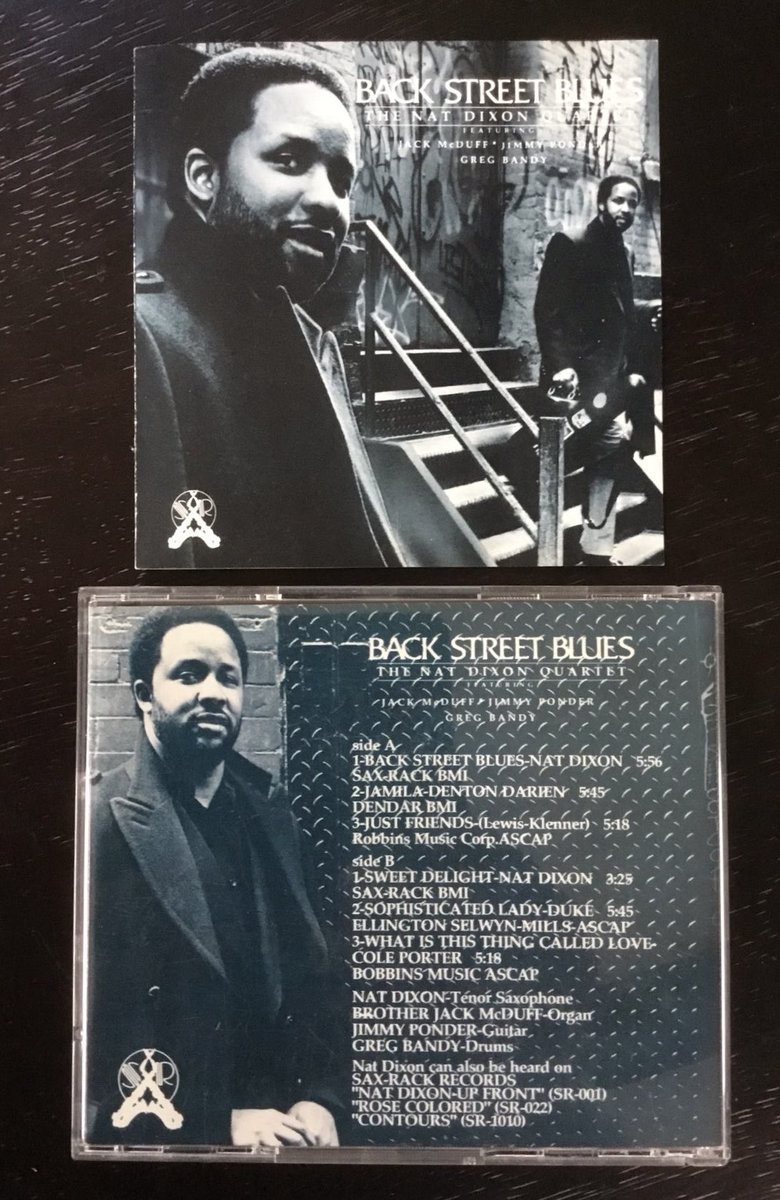 BACK STREET BLUES
THE NAT DIXON QUARTET
FEATURING
JACK McDUFF * JIMMY PONDER
GREG BANDY
SR
BACK STREET BLUES
THE NAT DIXON QUARTET
FEATURING
JACK McDUFF * JIMMY PONDER
GREG BANDY
side A
1-BACK STREET BLUES-NAT DIXON 5:56
SAX-RACK BMI
2-JAMILA-DENTON DARIEN 5:45
DENDAR BMI
3-JUST FRIENDS-(Lewis-Klenner) 5:18
Robbins Music Corp.ASCAP
side B
1-SWEET DELIGHT-NAT DIXON 3:25
SAX-RACK BMI
2-SOPHISTICATED LADY-DUKE 5:45
ELLINGTON SELWYN-MILLS-ASCAP
3-WHAT IS THIS THING CALLED LOVE-
COLE PORTER 5:18
BOBBINS MUSIC ASCAP
NAT DIXON-Tenor Saxophone
BROTHER JACK McDUFF-Organ
JIMMY PONDER-Guitar
GREG BANDY-Drums
Nat Dixon can also be heard on
SAX-RACK RECORDS
"NAT DIXON-UP FRONT" (SR-001)
"ROSE COLORED" (SR-022)
"CONTOURS" (SR-1010)
SR